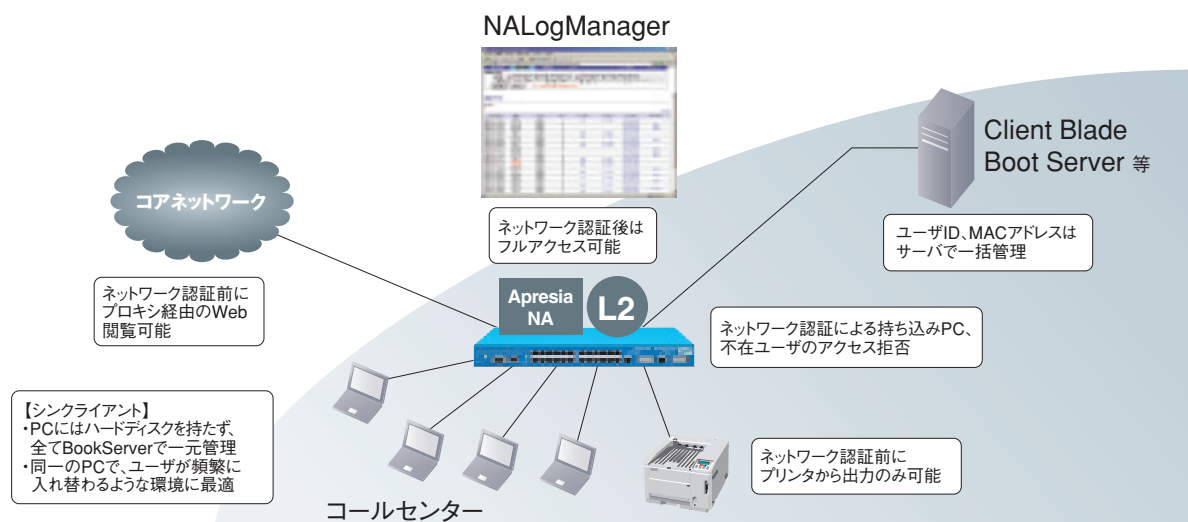 NALogManager
Client Blade
Boot Server 等
コアネットワーク
ネットワーク認証後は
フルアクセス可能
ユーザID、MACアドレスは
サーバで一括管理
ネットワーク認証前に
プロキシ経由のWeb
閲覧可能
Apresia
NA
L2
ネットワーク認証による持ち込みPC、
不在ユーザのアクセス拒否
【シンクライアント】
・PCにはハードディスクを持たず、
全てBookServerで一元管理
・同一のPCで、ユーザが頻繁に
入れ替わるような環境に最適
ネットワーク認証前に
プリンタから出力のみ可能
コールセンター